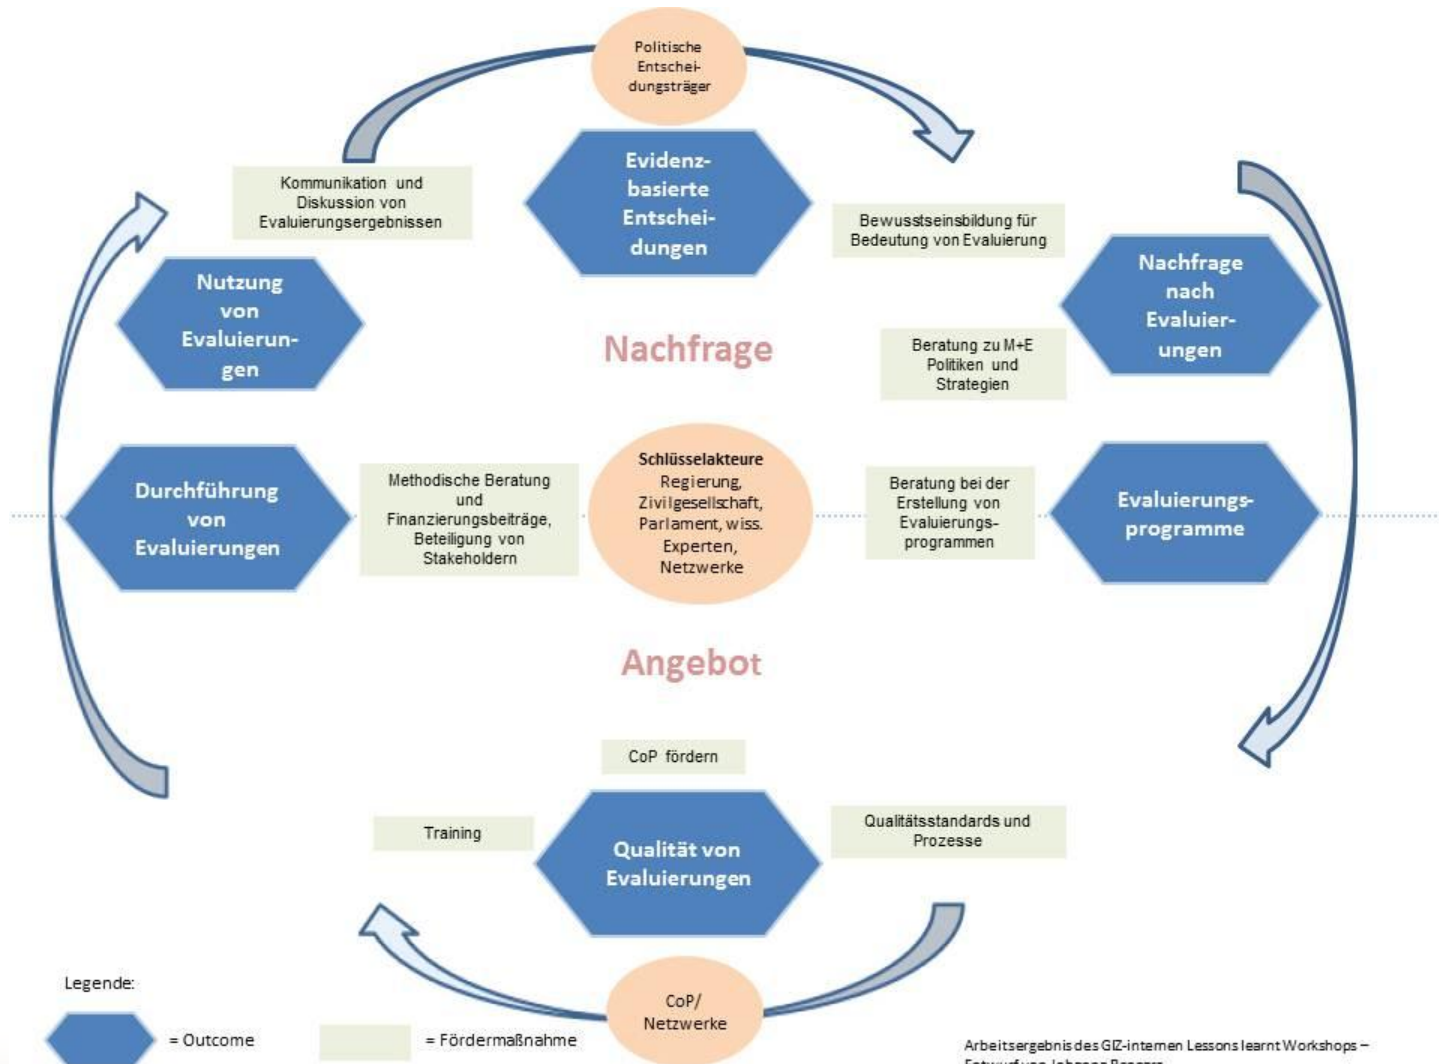 Politische
Entschei-
dungsträger
Evidenz-
basierte
Entschei-
dungen
Kommunikation und
Diskussion von
Evaluierungsergebnissen
Bewusstseinsbildung für
Bedeutung von Evaluierung
Nutzung
von
Evaluierun-
gen
Nachfrage
nach
Evaluier-
ungen
Nachfrage
Beratung zu M+E
Politiken und
Strategien
Durchführung
von
Evaluierungen
Methodische Beratung
und
Finanzierungsbeiträge,
Beteiligung von
Stakeholdern
Schlüsselakteure
Regierung,
Zivilgesellschaft,
Parlament, wiss.
Experten,
Netzwerke
Beratung bei der
Erstellung von
Evaluierungs-
programmen
Evaluierungs-
programme
Angebot
CoP fördern
Training
Qualität von
Evaluierungen
Qualitätsstandards und
Prozesse
CoP/
Netzwerke
Legende:
= Outcome
= Fördermaßnahme
Arbeitsergebnis des GIZ-internen Lessons learnt Workshops –
Entwurf von Johanna